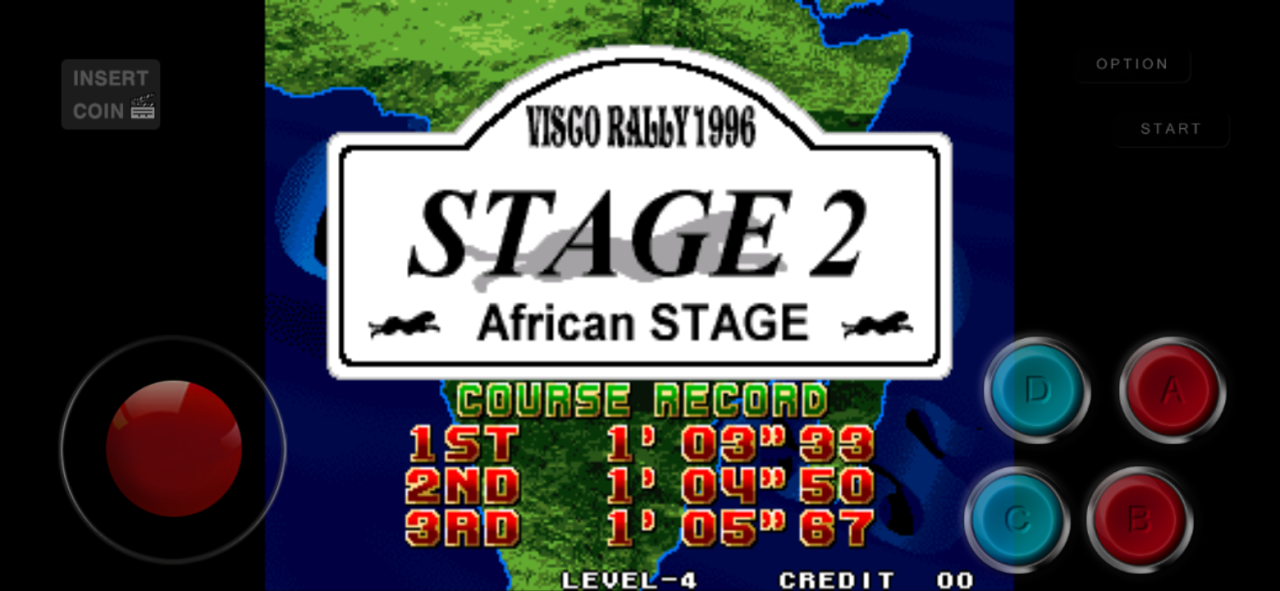 INSERT
COIN
OPTION
START
VISCO RALLY 1996
STAGE 2
African STAGE
COURSE RECORD
1ST 1' 03" 33
2ND 1' 04" 50
3RD 1' 05" 67
D A
C B
LEVEL-4 CREDIT 00